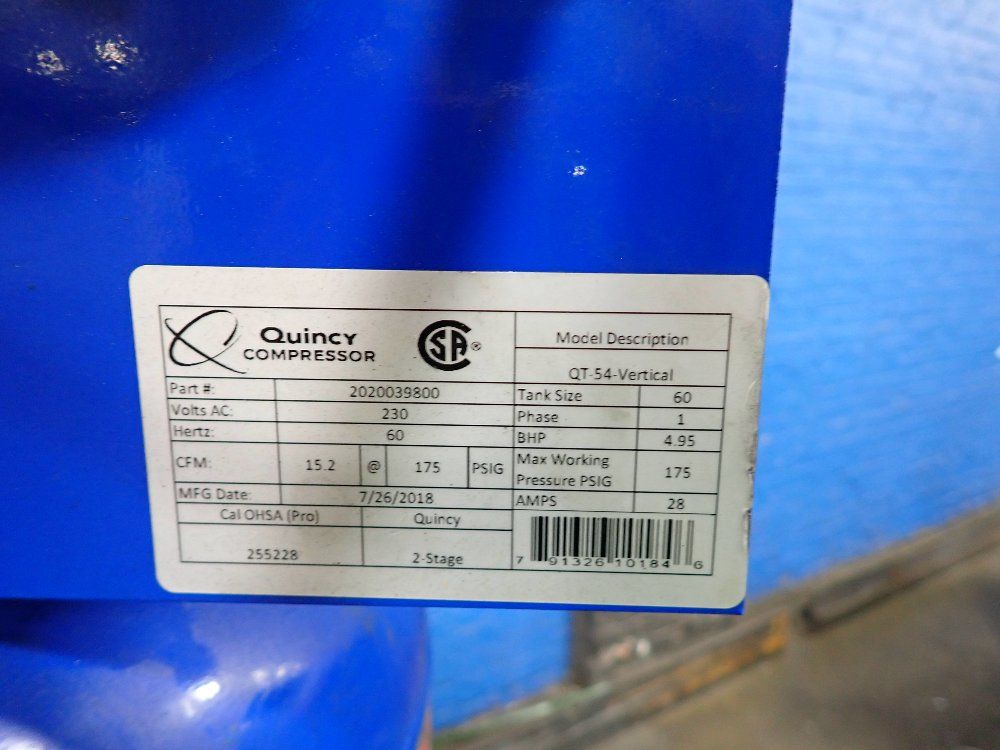 Quincy
COMPRESSOR
SA ®
Model Description
QT-54-Vertical
Part #: 2020039800
Tank Size 60
Volts AC: 230
Phase 1
Hertz: 60
BHP 4.95
CFM: 15.2 @ 175 PSIG
Max Working
Pressure PSIG 175
MFG Date: 7/26/2018
AMPS 28
Cal OHSA (Pro) Quincy
255228 2-Stage
7 91326 10184 6